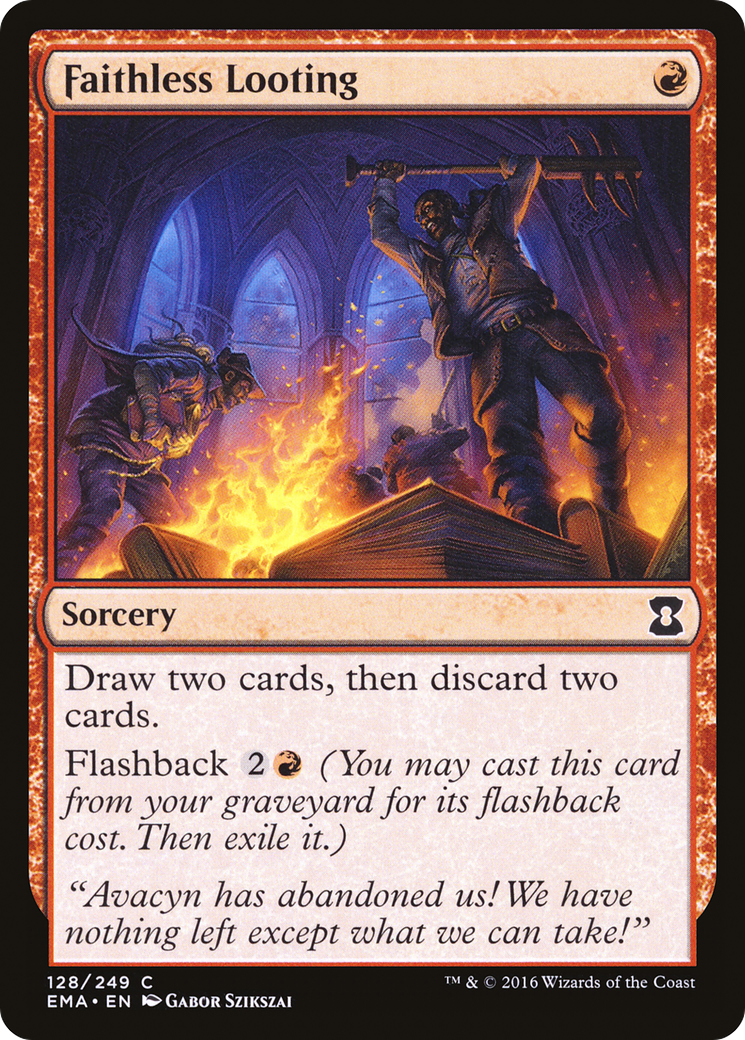 Faithless Looting
Sorcery
Draw two cards, then discard two
cards.
Flashback 2 (You may cast this card
from your graveyard for its flashback
cost. Then exile it.)
“Avacyn has abandoned us! We have
nothing left except what we can take!”
128/249 C
EMA • EN Gabor Szikszai
™ & © 2016 Wizards of the Coast